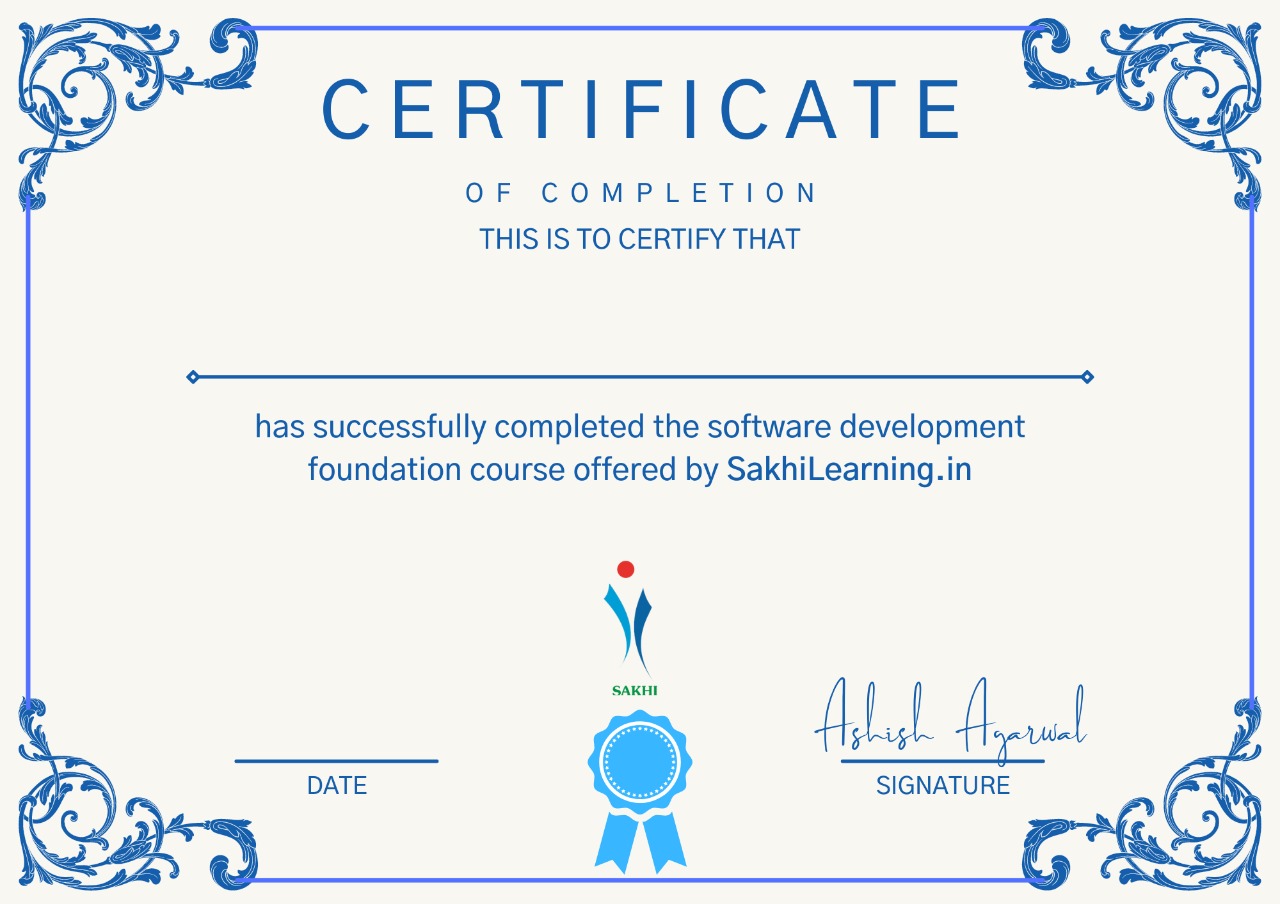 CERTIFICATE
OF COMPLETION
THIS IS TO CERTIFY THAT
has successfully completed the software development
foundation course offered by SakhiLearning.in
SAKHI
Ashish Agarwal
DATE
SIGNATURE